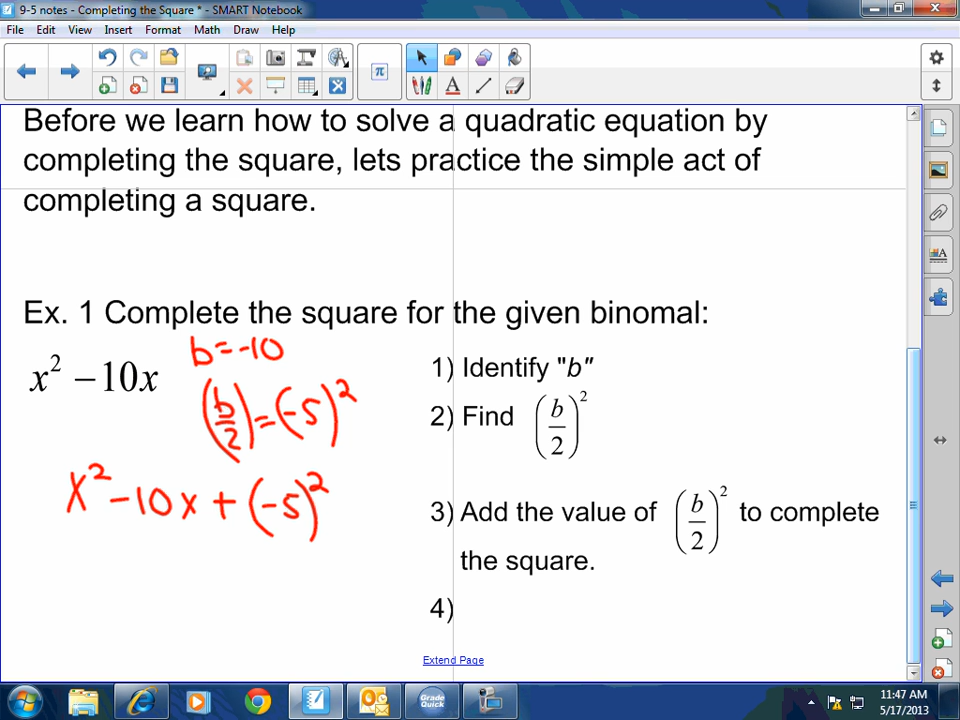 9-5 notes - Completing the Square * - SMART Notebook
File Edit View Insert Format Math Draw Help
Before we learn how to solve a quadratic equation by
completing the square, lets practice the simple act of
completing a square.
Ex. 1 Complete the square for the given binomal:
x² − 10x
b = -10
(b/2) = (-5)²
x² - 10x + (-5)²
1) Identify "b"
2) Find (b/2)²
3) Add the value of (b/2)² to complete
the square.
4)
Extend Page
Grade Quick
11:47 AM
5/17/2013